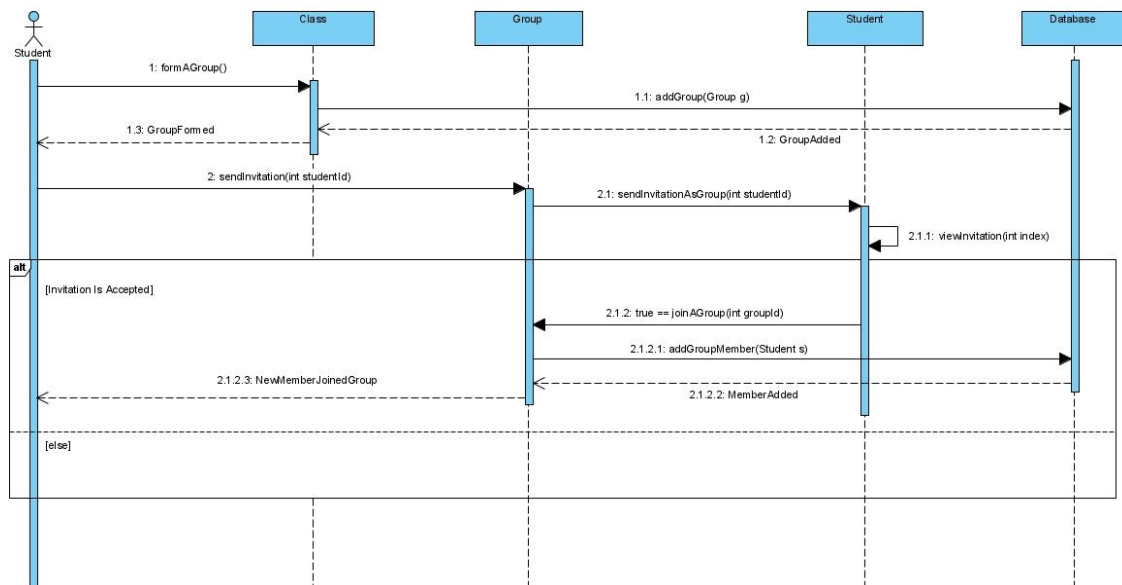 Class
Group
Student
Database
Student
1: formAGroup()
1.1: addGroup(Group g)
1.3: GroupFormed
1.2: GroupAdded
2: sendInvitation(int studentId)
2.1: sendInvitationAsGroup(int studentId)
2.1.1: viewInvitation(int index)
alt
[Invitation Is Accepted]
2.1.2: true == joinAGroup(int groupId)
2.1.2.1: addGroupMember(Student s)
2.1.2.3: NewMemberJoinedGroup
2.1.2.2: MemberAdded
[else]